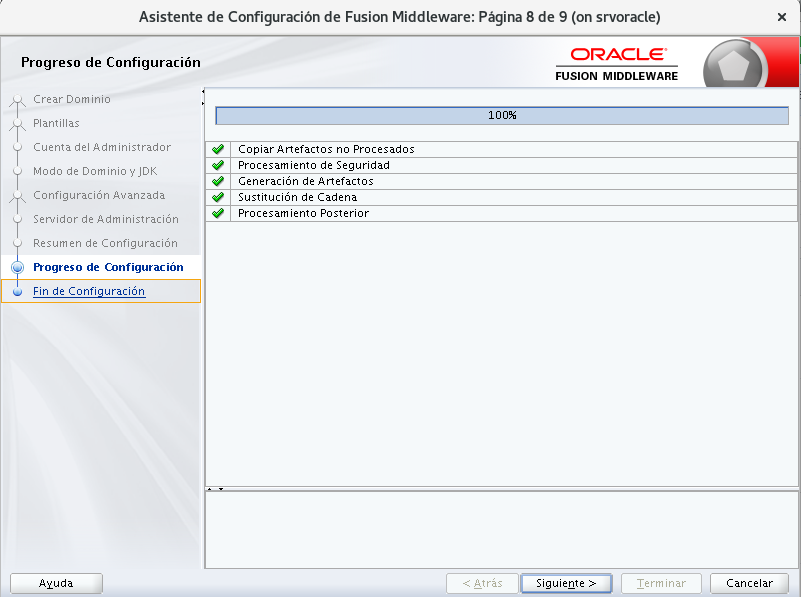 Asistente de Configuración de Fusion Middleware: Página 8 de 9 (on srvoracle)
Progreso de Configuración
ORACLE
FUSION MIDDLEWARE
Crear Dominio
Plantillas
Cuenta del Administrador
Modo de Dominio y JDK
Configuración Avanzada
Servidor de Administración
Resumen de Configuración
Progreso de Configuración
Fin de Configuración
100%
Copiar Artefactos no Procesados
Procesamiento de Seguridad
Generación de Artefactos
Sustitución de Cadena
Procesamiento Posterior
Ayuda
< Atrás
Siguiente >
Terminar
Cancelar